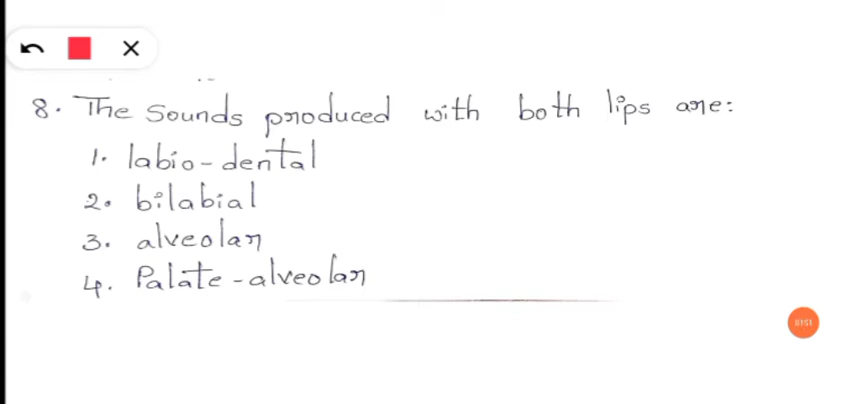 8. The sounds produced with both lips are:
1. labio-dental
2. bilabial
3. alveolar
4. Palate-alveolar